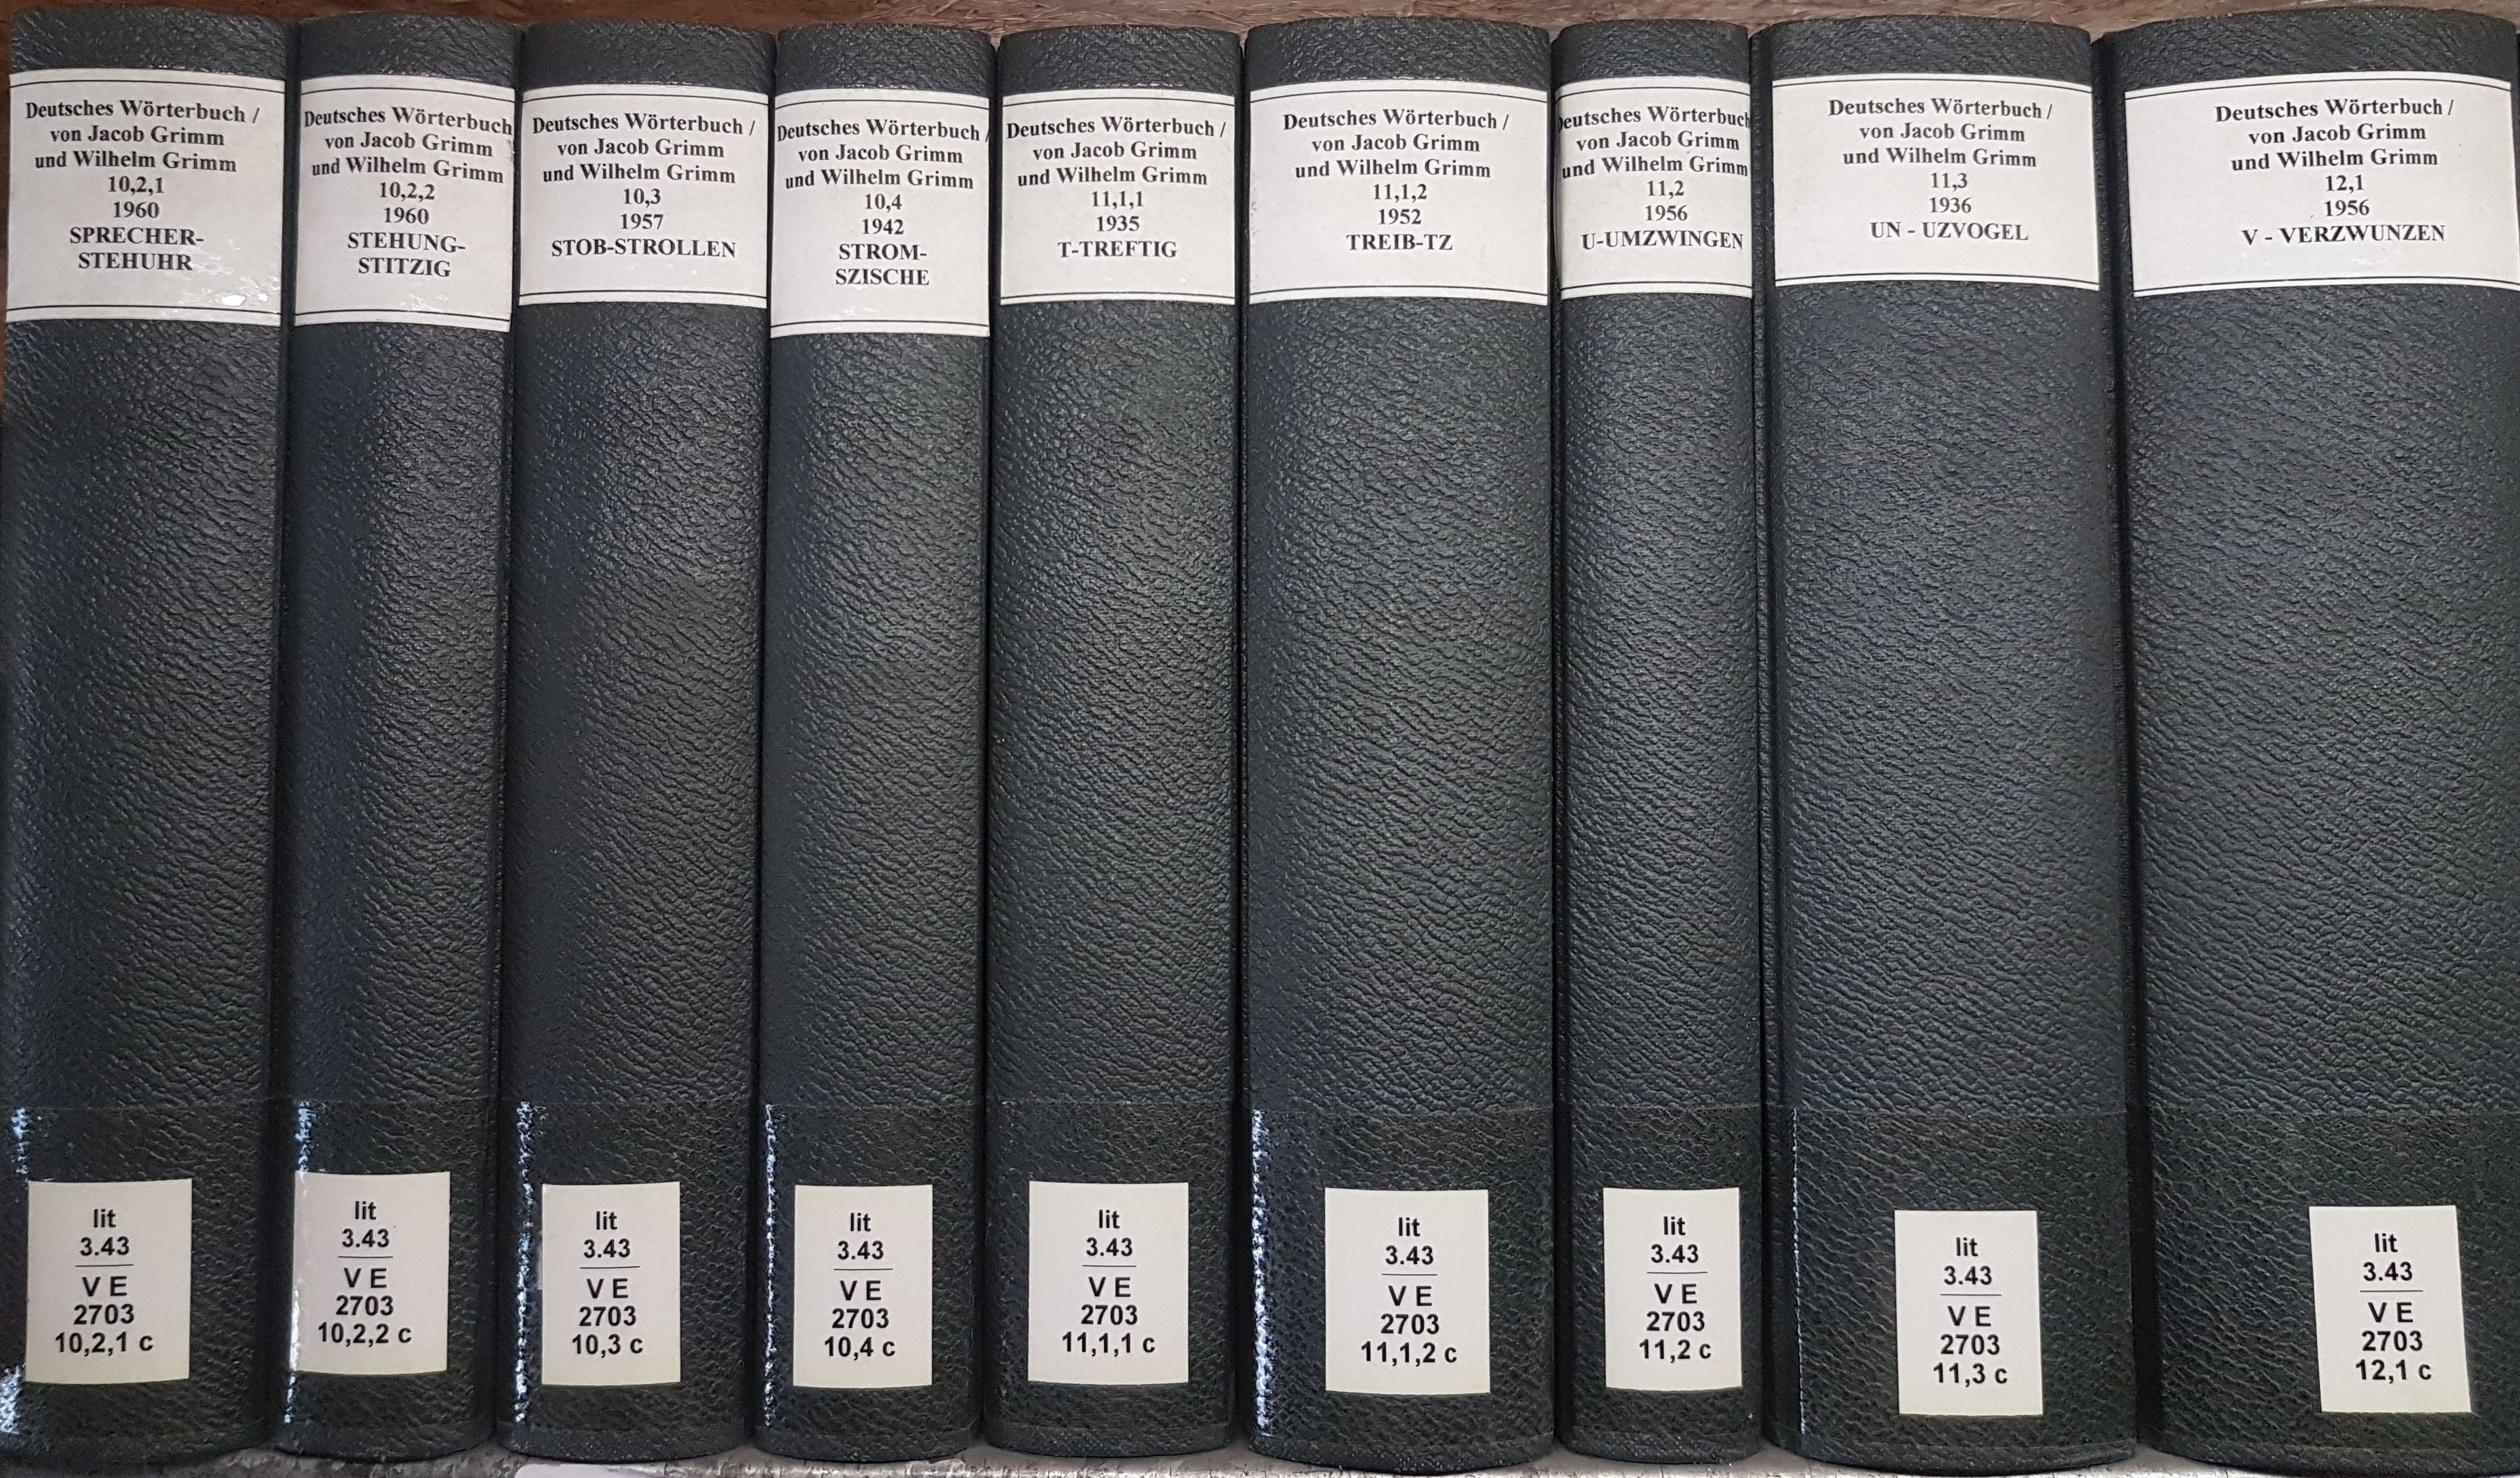 Deutsches Wörterbuch /
von Jacob Grimm
und Wilhelm Grimm
10,2,1
1960
SPRECHER-
STEHUHR
lit
3.43
V E
2703
10,2,1 c
Deutsches Wörterbuch
von Jacob Grimm
und Wilhelm Grimm
10,2,2
1960
STEHUNG-
STITZIG
lit
3.43
V E
2703
10,2,2 c
Deutsches Wörterbuch /
von Jacob Grimm
und Wilhelm Grimm
10,3
1957
STOB-STROLLEN
lit
3.43
V E
2703
10,3 c
Deutsches Wörterbuch /
von Jacob Grimm
und Wilhelm Grimm
10,4
1942
STROM-
SZISCHE
lit
3.43
V E
2703
10,4 c
Deutsches Wörterbuch /
von Jacob Grimm
und Wilhelm Grimm
11,1,1
1935
T-TREFTIG
lit
3.43
V E
2703
11,1,1 c
Deutsches Wörterbuch /
von Jacob Grimm
und Wilhelm Grimm
11,1,2
1952
TREIB-TZ
lit
3.43
V E
2703
11,1,2 c
Deutsches Wörterbuch
von Jacob Grimm
und Wilhelm Grimm
11,2
1956
U-UMZWINGEN
lit
3.43
V E
2703
11,2 c
Deutsches Wörterbuch /
von Jacob Grimm
und Wilhelm Grimm
11,3
1936
UN - UZVOGEL
lit
3.43
V E
2703
11,3 c
Deutsches Wörterbuch /
von Jacob Grimm
und Wilhelm Grimm
12,1
1956
V - VERZWUNZEN
lit
3.43
V E
2703
12,1 c